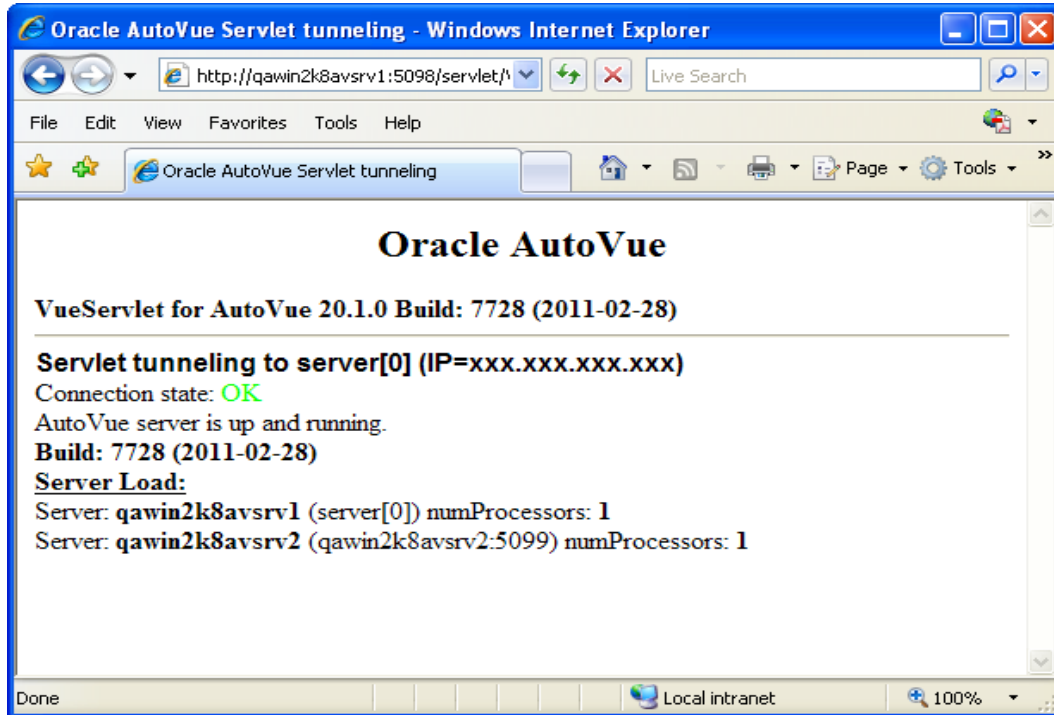 Oracle AutoVue Servlet tunneling - Windows Internet Explorer
http://qawin2k8avsrv1:5098/servlet/\ Live Search
File Edit View Favorites Tools Help
Oracle AutoVue Servlet tunneling Page Tools »
Oracle AutoVue
VueServlet for AutoVue 20.1.0 Build: 7728 (2011-02-28)
Servlet tunneling to server[0] (IP=xxx.xxx.xxx.xxx)
Connection state: OK
AutoVue server is up and running.
Build: 7728 (2011-02-28)
Server Load:
Server: qawin2k8avsrv1 (server[0]) numProcessors: 1
Server: qawin2k8avsrv2 (qawin2k8avsrv2:5099) numProcessors: 1
Done Local intranet 100%